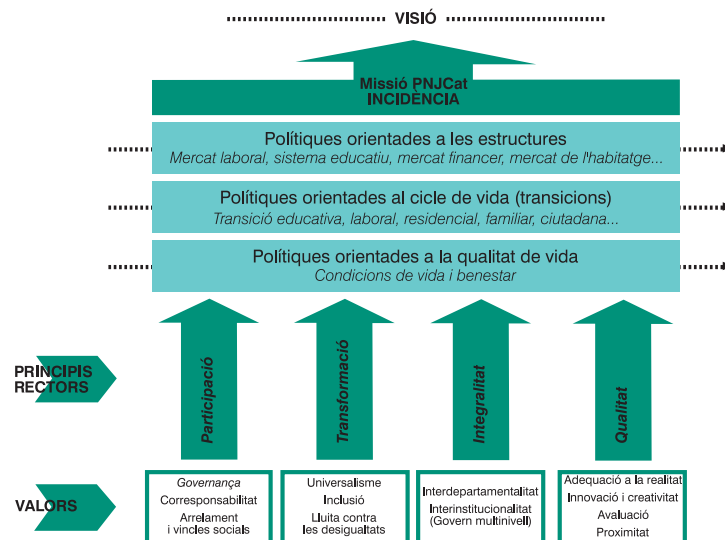 VISIÓ
Missió PNJCat
INCIDÈNCIA
Polítiques orientades a les estructures
Mercat laboral, sistema educatiu, mercat financer, mercat de l'habitatge...
Polítiques orientades al cicle de vida (transicions)
Transició educativa, laboral, residencial, familiar, ciutadana...
Polítiques orientades a la qualitat de vida
Condicions de vida i benestar
PRINCIPIS
RECTORS
Participació
Transformació
Integralitat
Qualitat
VALORS
Governança
Corresponsabilitat
Arrelament
i vincles socials
Universalisme
Inclusió
Lluita contra
les desigualtats
Interdepartamentalitat
Interinstitucionalitat
(Govern multinivell)
Adequació a la realitat
Innovació i creativitat
Avaluació
Proximitat